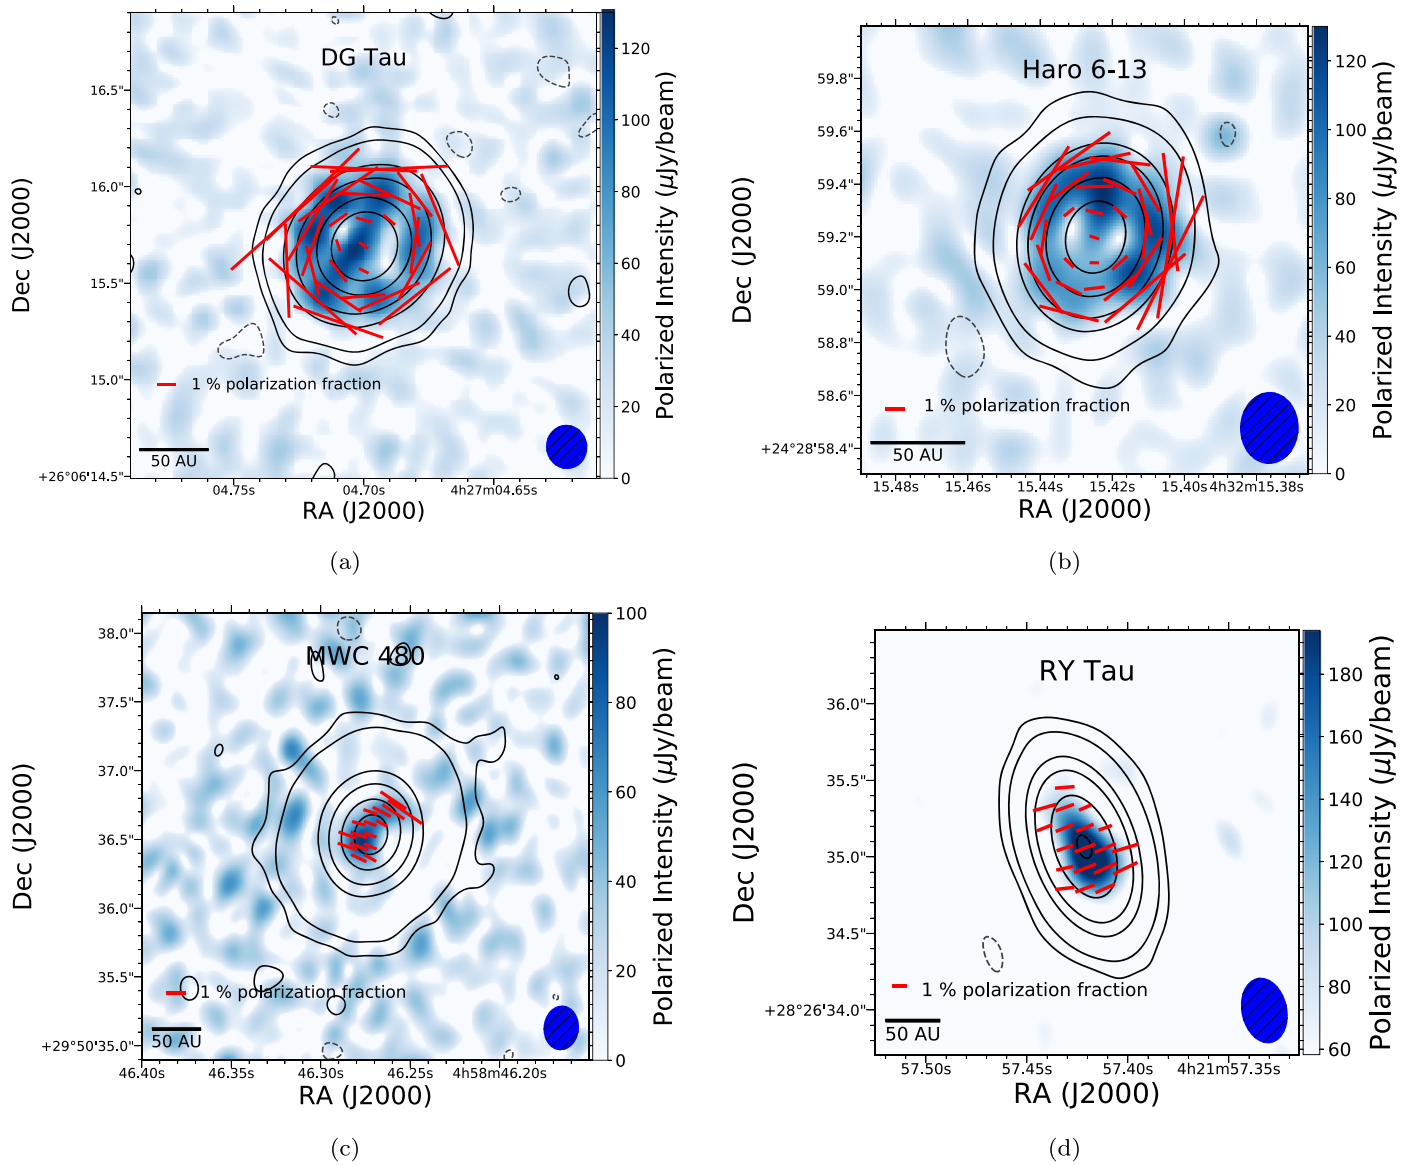 DG Tau
16.5"
16.0"
15.5"
15.0"
+26°06'14.5"
Dec (J2000)
04.75s 04.70s 4h27m04.65s
RA (J2000)
1 % polarization fraction
50 AU
120
100
80
60
40
20
0
Polarized Intensity (μJy/beam)
(a)
Haro 6-13
59.8"
59.6"
59.4"
59.2"
59.0"
58.8"
58.6"
+24°28'58.4"
Dec (J2000)
15.48s 15.46s 15.44s 15.42s 15.40s 4h32m15.38s
RA (J2000)
1 % polarization fraction
50 AU
120
100
80
60
40
20
0
Polarized Intensity (μJy/beam)
(b)
MWC 480
38.0"
37.5"
37.0"
36.5"
36.0"
35.5"
+29°50'35.0"
Dec (J2000)
46.40s 46.35s 46.30s 46.25s 4h58m46.20s
RA (J2000)
1 % polarization fraction
50 AU
100
80
60
40
20
0
Polarized Intensity (μJy/beam)
(c)
RY Tau
36.0"
35.5"
35.0"
34.5"
+28°26'34.0"
Dec (J2000)
57.50s 57.45s 57.40s 4h21m57.35s
RA (J2000)
1 % polarization fraction
50 AU
180
160
140
120
100
80
60
Polarized Intensity (μJy/beam)
(d)